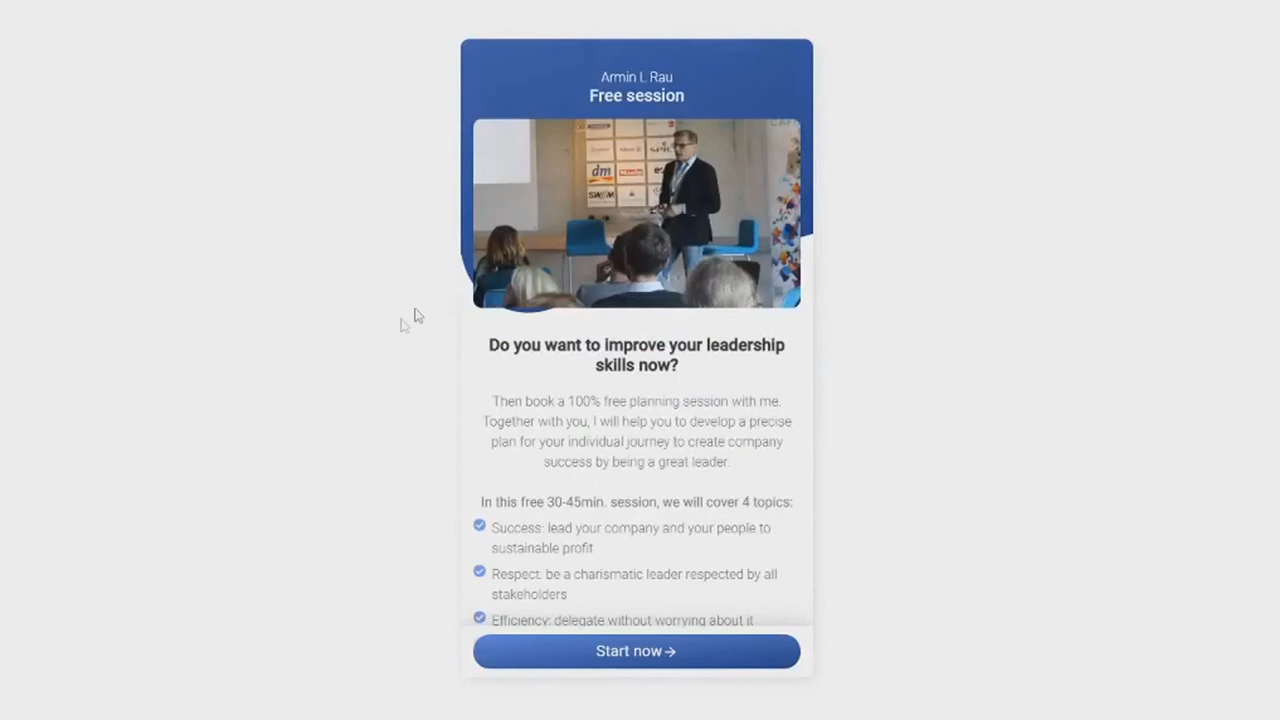 Armin I. Rau
Free session
dm
Miele
SPIE
Do you want to improve your leadership
skills now?
Then book a 100% free planning session with me.
Together with you, I will help you to develop a precise
plan for your individual journey to create company
success by being a great leader.
In this free 30-45min. session, we will cover 4 topics:
Success: lead your company and your people to
sustainable profit
Respect: be a charismatic leader respected by all
stakeholders
Efficiency: delegate without worrying about it
Start now→